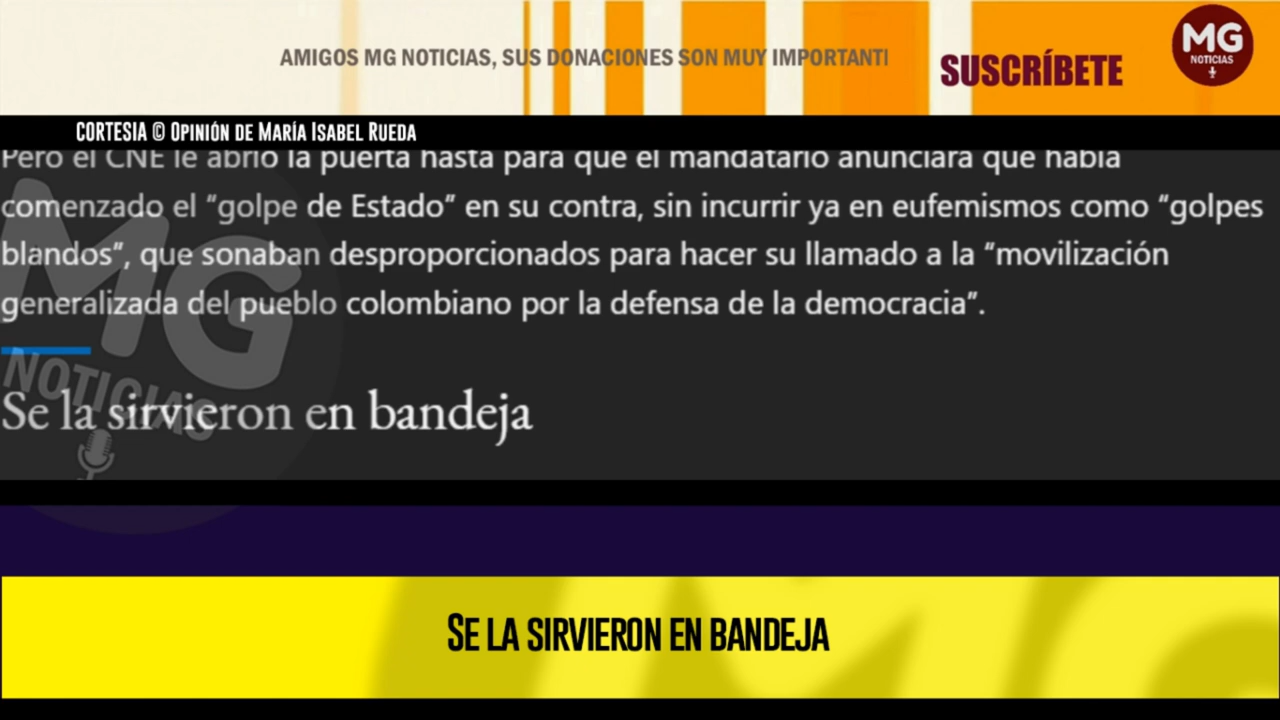 AMIGOS MG NOTICIAS, SUS DONACIONES SON MUY IMPORTANTI
SUSCRÍBETE
MG
NOTICIAS
CORTESIA © OPINIÓN DE MARÍA ISABEL RUEDA
Pero el CNE le abrió la puerta hasta para que el mandatario anunciara que había
comenzado el “golpe de Estado” en su contra, sin incurrir ya en eufemismos como “golpes
blandos”, que sonaban desproporcionados para hacer su llamado a la “movilización
generalizada del pueblo colombiano por la defensa de la democracia”.
MG
NOTICIAS
Se la sirvieron en bandeja
SE LA SIRVIERON EN BANDEJA